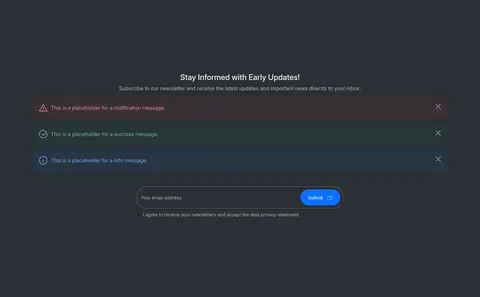 Stay Informed with Early Updates!
Subscribe to our newsletter and receive the latest updates and important news directly to your inbox.
This is a placeholder for a notification message.
This is a placeholder for a success message.
This is a placeholder for a info message.
Your email address
Submit
I agree to receive your newsletters and accept the data privacy statement.